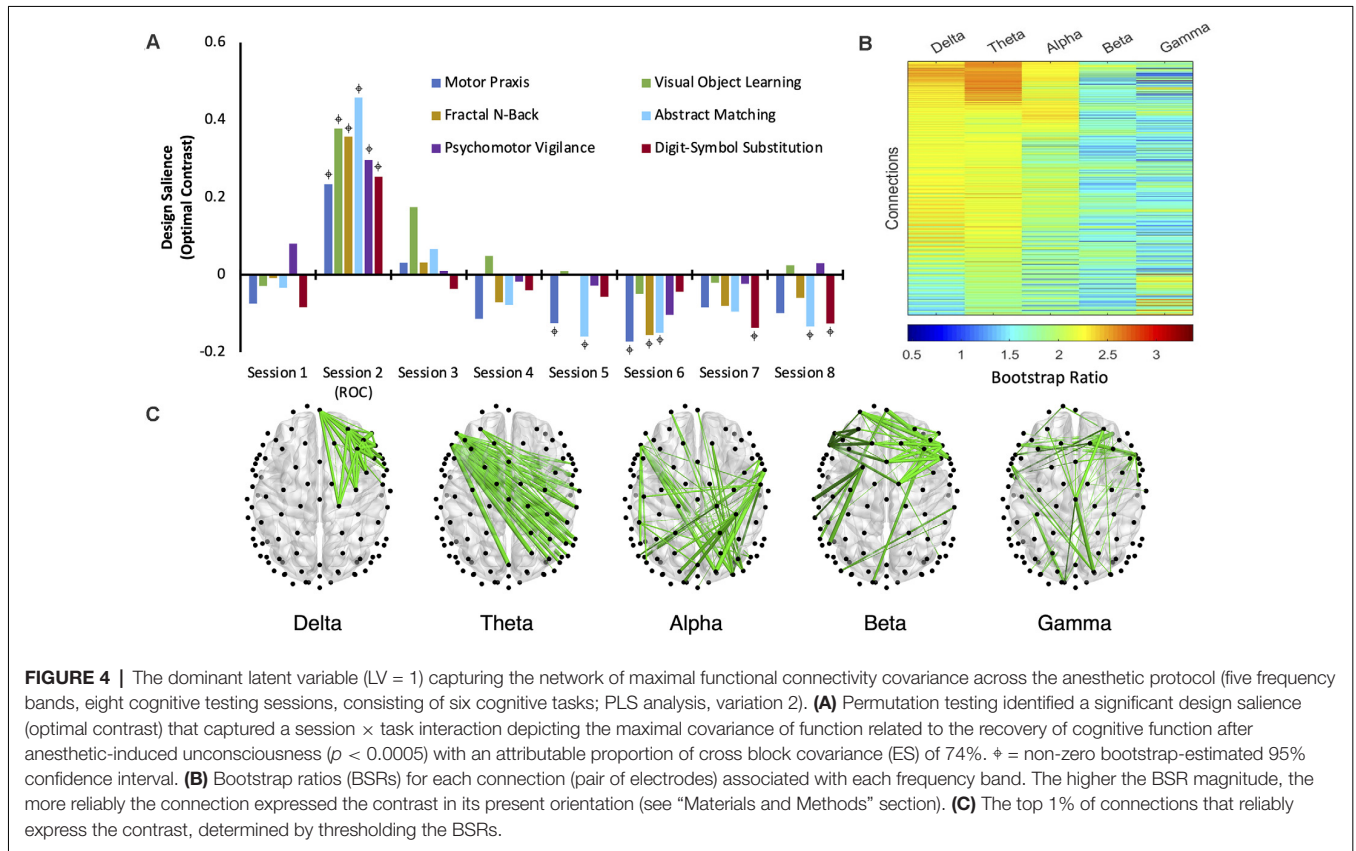 A
0.6
0.4
0.2
0
-0.2
Design Salience
(Optimal Contrast)
Motor Praxis
Visual Object Learning
Fractal N-Back
Abstract Matching
Psychomotor Vigilance
Digit-Symbol Substitution
Session 1
Session 2
(ROC)
Session 3
Session 4
Session 5
Session 6
Session 7
Session 8
B
Delta
Theta
Alpha
Beta
Gamma
Connections
0.5 1 1.5 2 2.5 3
Bootstrap Ratio
C
Delta
Theta
Alpha
Beta
Gamma
FIGURE 4 | The dominant latent variable (LV = 1) capturing the network of maximal functional connectivity covariance across the anesthetic protocol (five frequency
bands, eight cognitive testing sessions, consisting of six cognitive tasks; PLS analysis, variation 2). (A) Permutation testing identified a significant design salience
(optimal contrast) that captured a session × task interaction depicting the maximal covariance of function related to the recovery of cognitive function after
anesthetic-induced unconsciousness (p < 0.0005) with an attributable proportion of cross block covariance (ES) of 74%. ⌖ = non-zero bootstrap-estimated 95%
confidence interval. (B) Bootstrap ratios (BSRs) for each connection (pair of electrodes) associated with each frequency band. The higher the BSR magnitude, the
more reliably the connection expressed the contrast in its present orientation (see “Materials and Methods” section). (C) The top 1% of connections that reliably
express the contrast, determined by thresholding the BSRs.